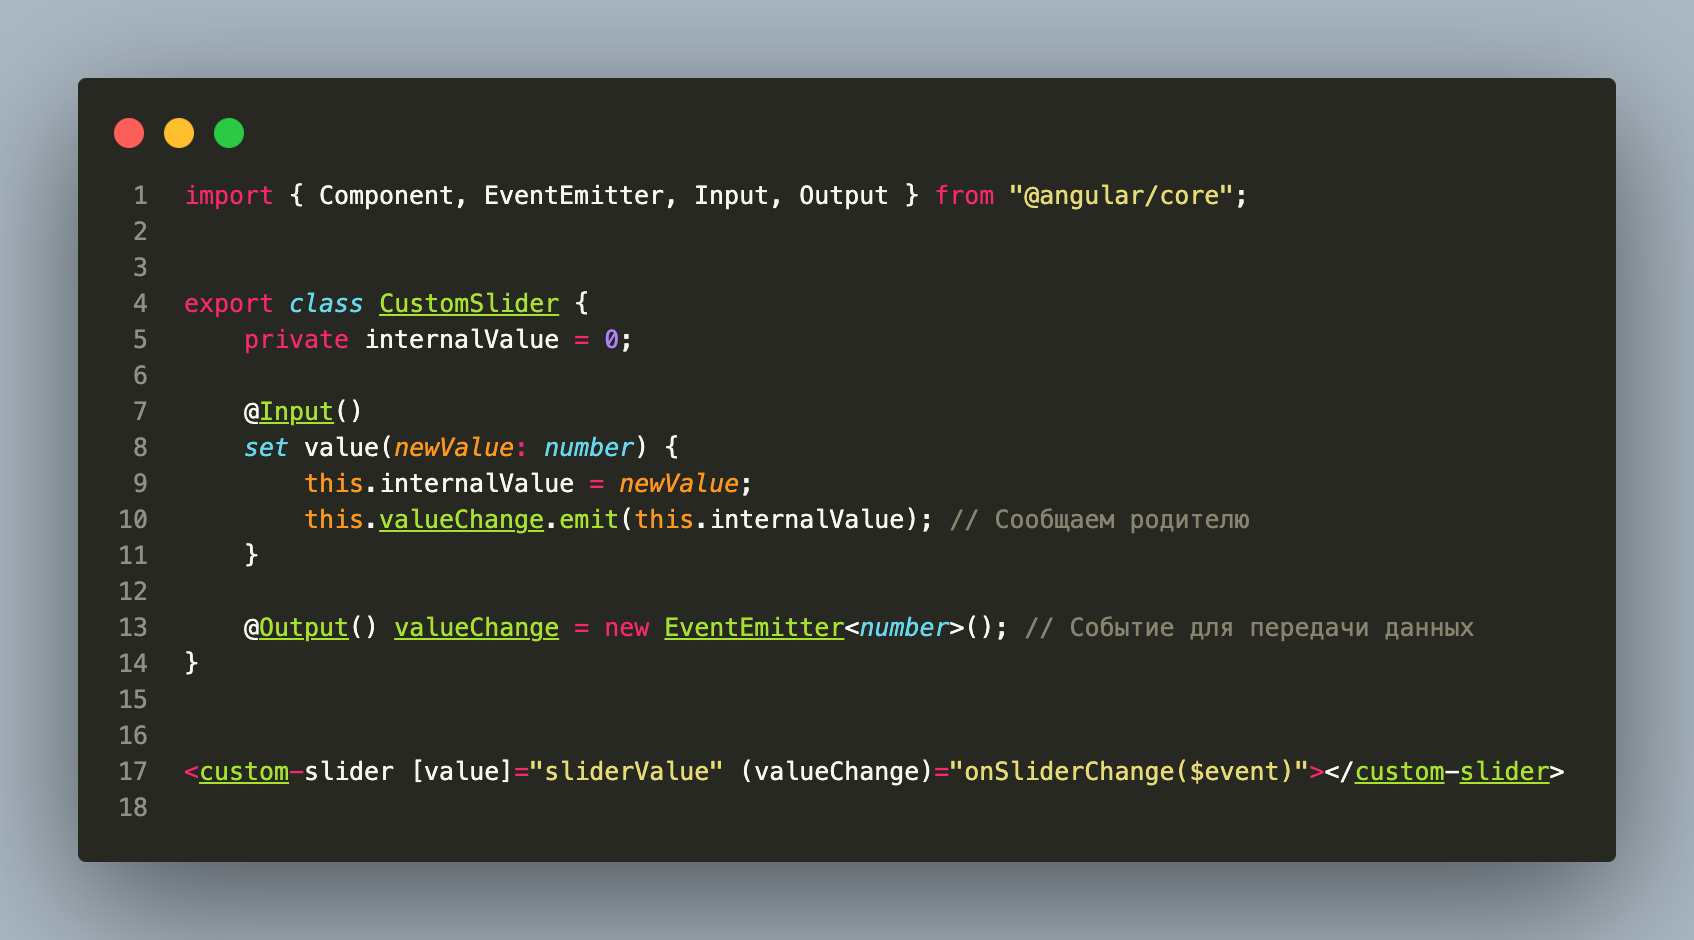 1 import { Component, EventEmitter, Input, Output } from "@angular/core";
2
3
4 export class CustomSlider {
5     private internalValue = 0;
6
7     @Input()
8     set value(newValue: number) {
9         this.internalValue = newValue;
10         this.valueChange.emit(this.internalValue); // Сообщаем родителю
11     }
12
13     @Output() valueChange = new EventEmitter<number>(); // Событие для передачи данных
14 }
15
16
17 <custom-slider [value]="sliderValue" (valueChange)="onSliderChange($event)"></custom-slider>
18